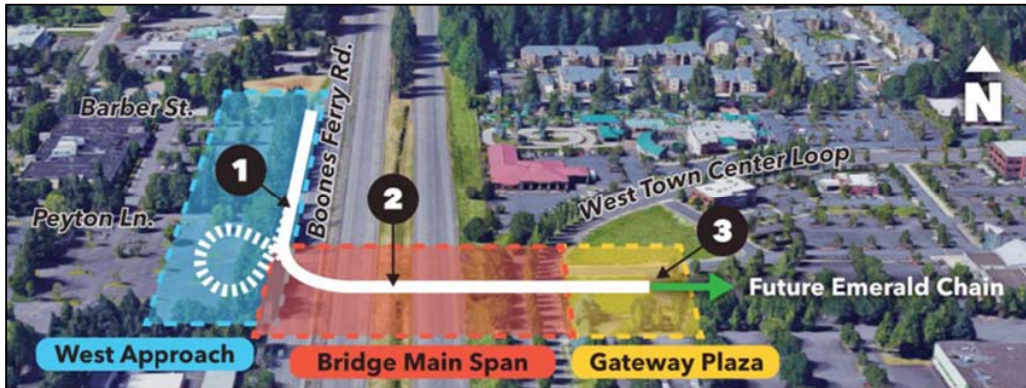 Barber St.
Boones Ferry Rd.
N
1
2
Peyton Ln.
West Town Center Loop
3
Future Emerald Chain
West Approach
Bridge Main Span
Gateway Plaza